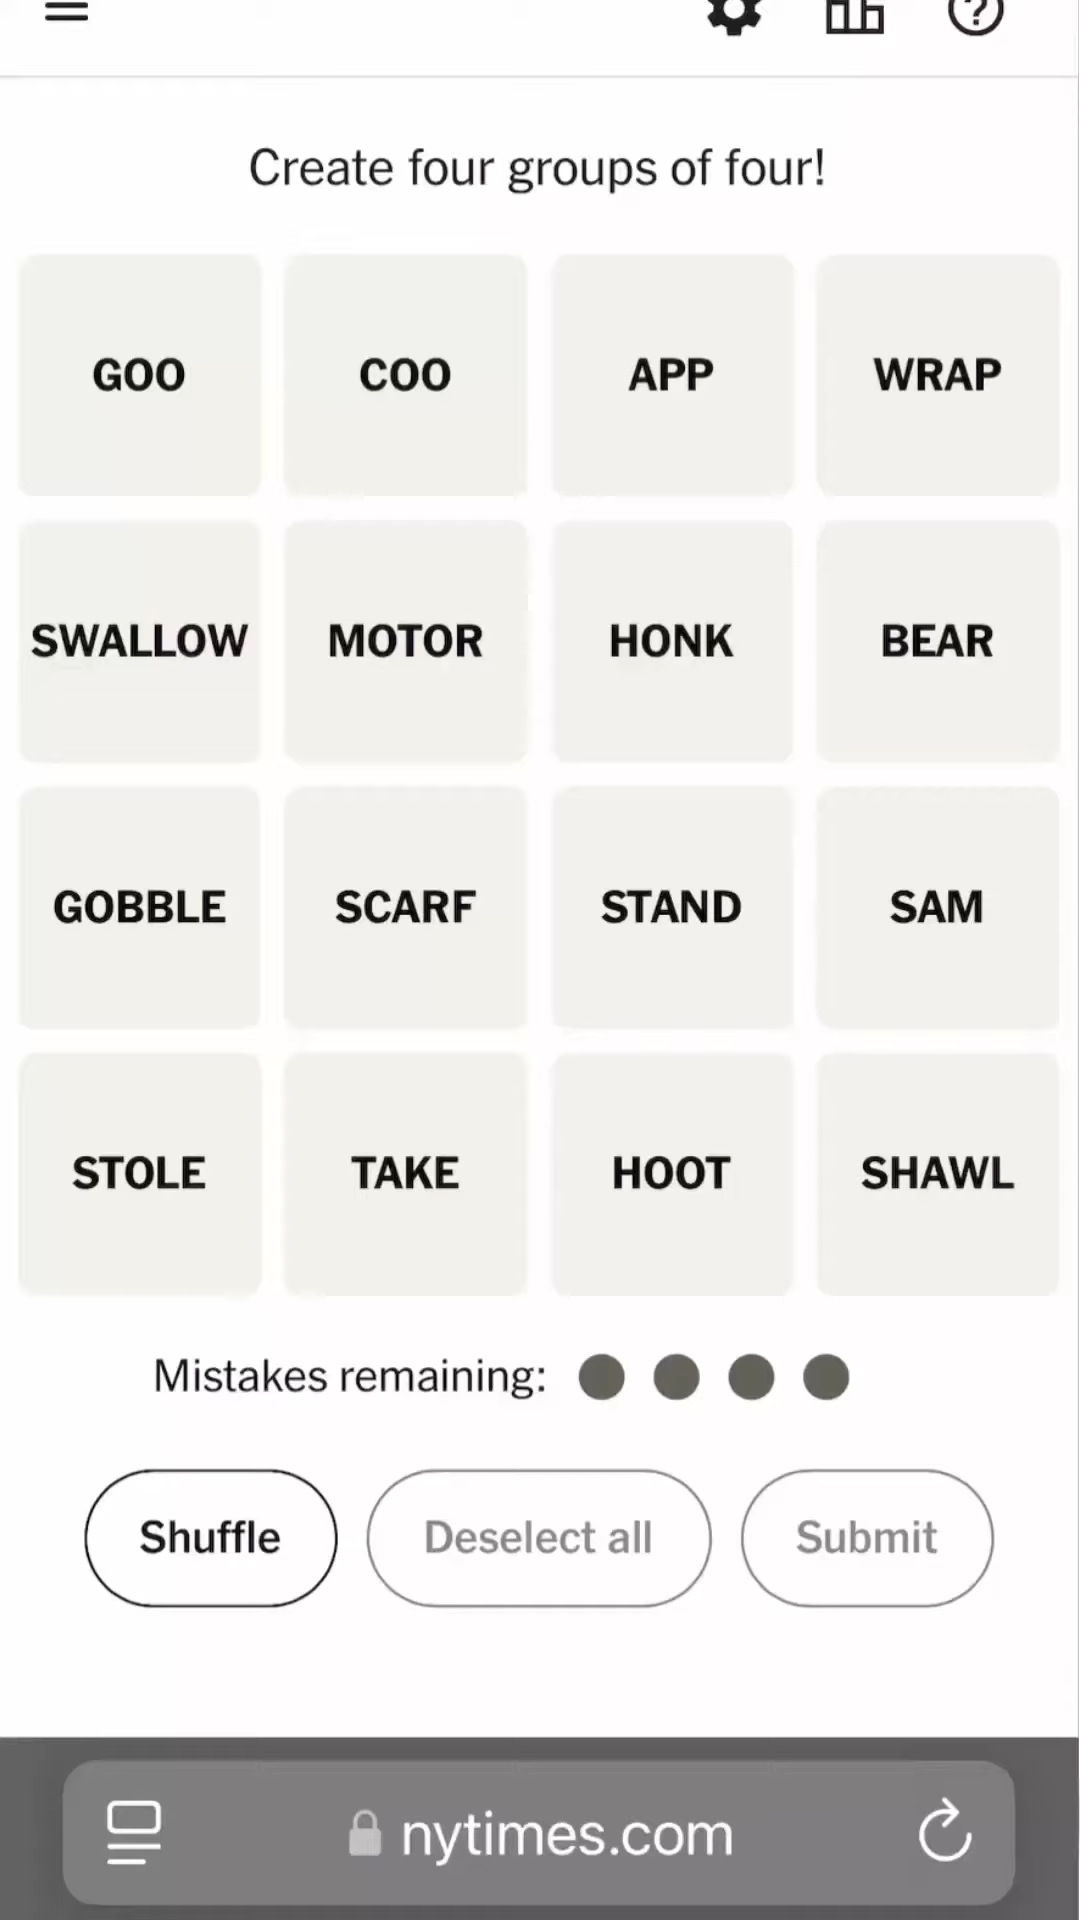 Create four groups of four!
GOO COO APP WRAP
SWALLOW MOTOR HONK BEAR
GOBBLE SCARF STAND SAM
STOLE TAKE HOOT SHAWL
Mistakes remaining:
Shuffle Deselect all Submit
nytimes.com